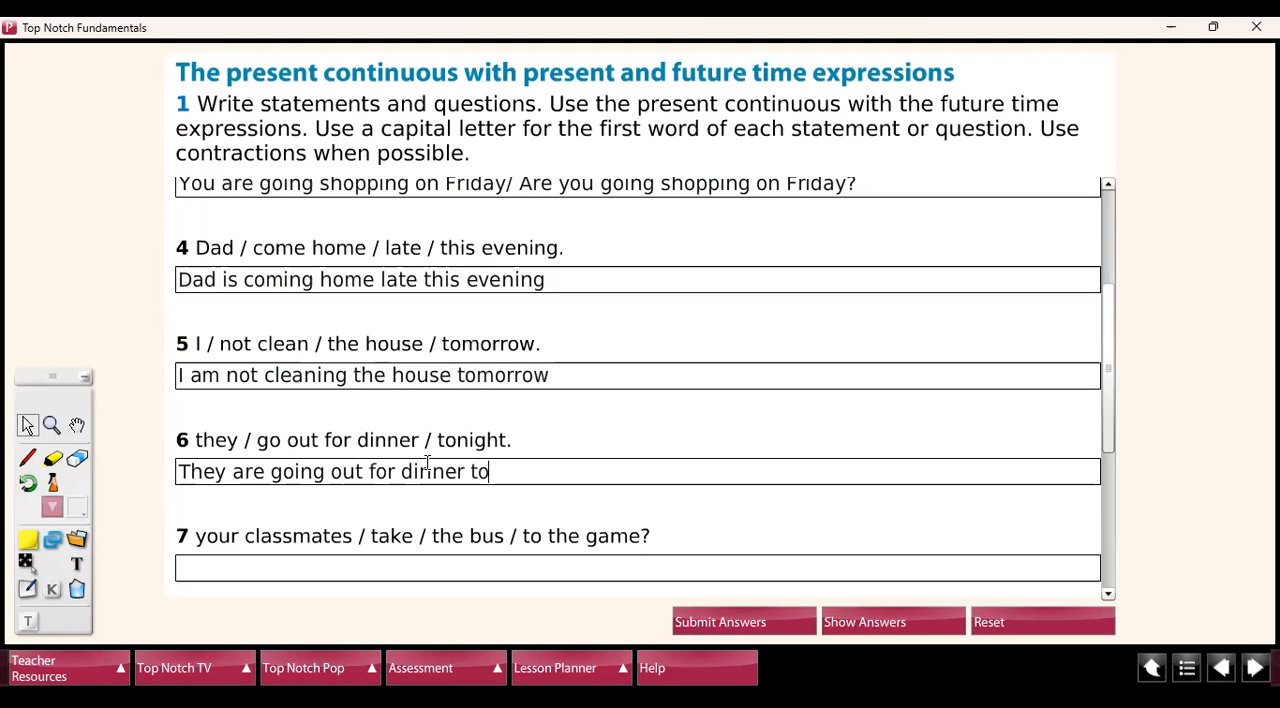 Top Notch Fundamentals
The present continuous with present and future time expressions
1 Write statements and questions. Use the present continuous with the future time
expressions. Use a capital letter for the first word of each statement or question. Use
contractions when possible.
You are going shopping on Friday/ Are you going shopping on Friday?
4 Dad / come home / late / this evening.
Dad is coming home late this evening
5 I / not clean / the house / tomorrow.
I am not cleaning the house tomorrow
6 they / go out for dinner / tonight.
They are going out for dinner to
7 your classmates / take / the bus / to the game?
K
T
T
Submit Answers
Show Answers
Reset
Teacher
Resources
Top Notch TV
Top Notch Pop
Assessment
Lesson Planner
Help